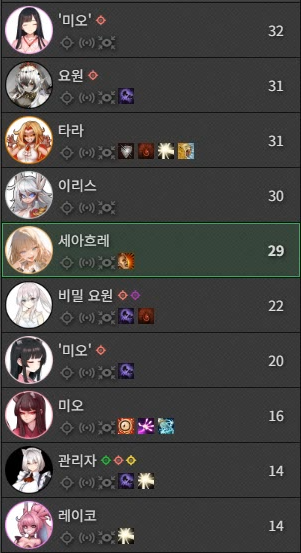 '미오' 32
요원 31
타라 31
이리스 30
세아흐레 29
비밀 요원 22
'미오' 20
미오 16
관리자 14
레이코 14